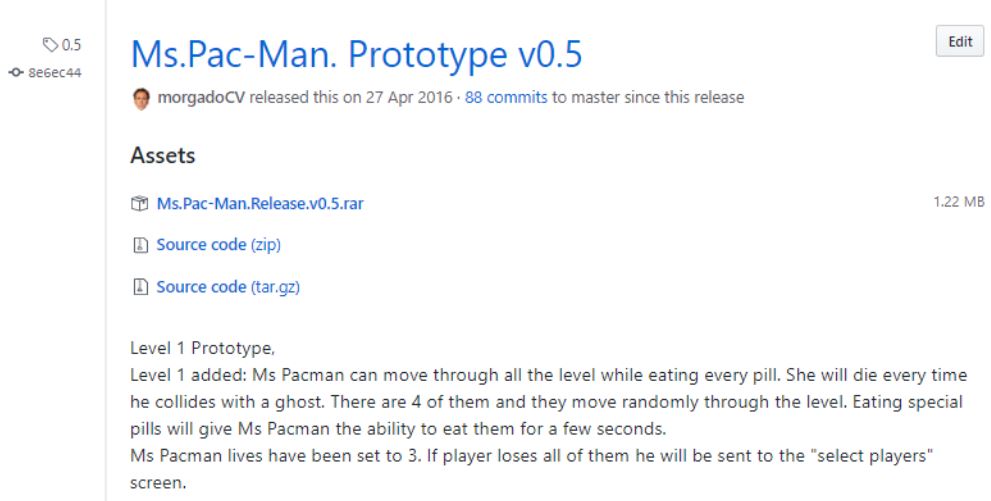 0.5
8e6ec44
Ms.Pac-Man. Prototype v0.5
Edit
morgadoCV released this on 27 Apr 2016 · 88 commits to master since this release
Assets
Ms.Pac-Man.Release.v0.5.rar
1.22 MB
Source code (zip)
Source code (tar.gz)
Level 1 Prototype,
Level 1 added: Ms Pacman can move through all the level while eating every pill. She will die every time
he collides with a ghost. There are 4 of them and they move randomly through the level. Eating special
pills will give Ms Pacman the ability to eat them for a few seconds.
Ms Pacman lives have been set to 3. If player loses all of them he will be sent to the "select players"
screen.